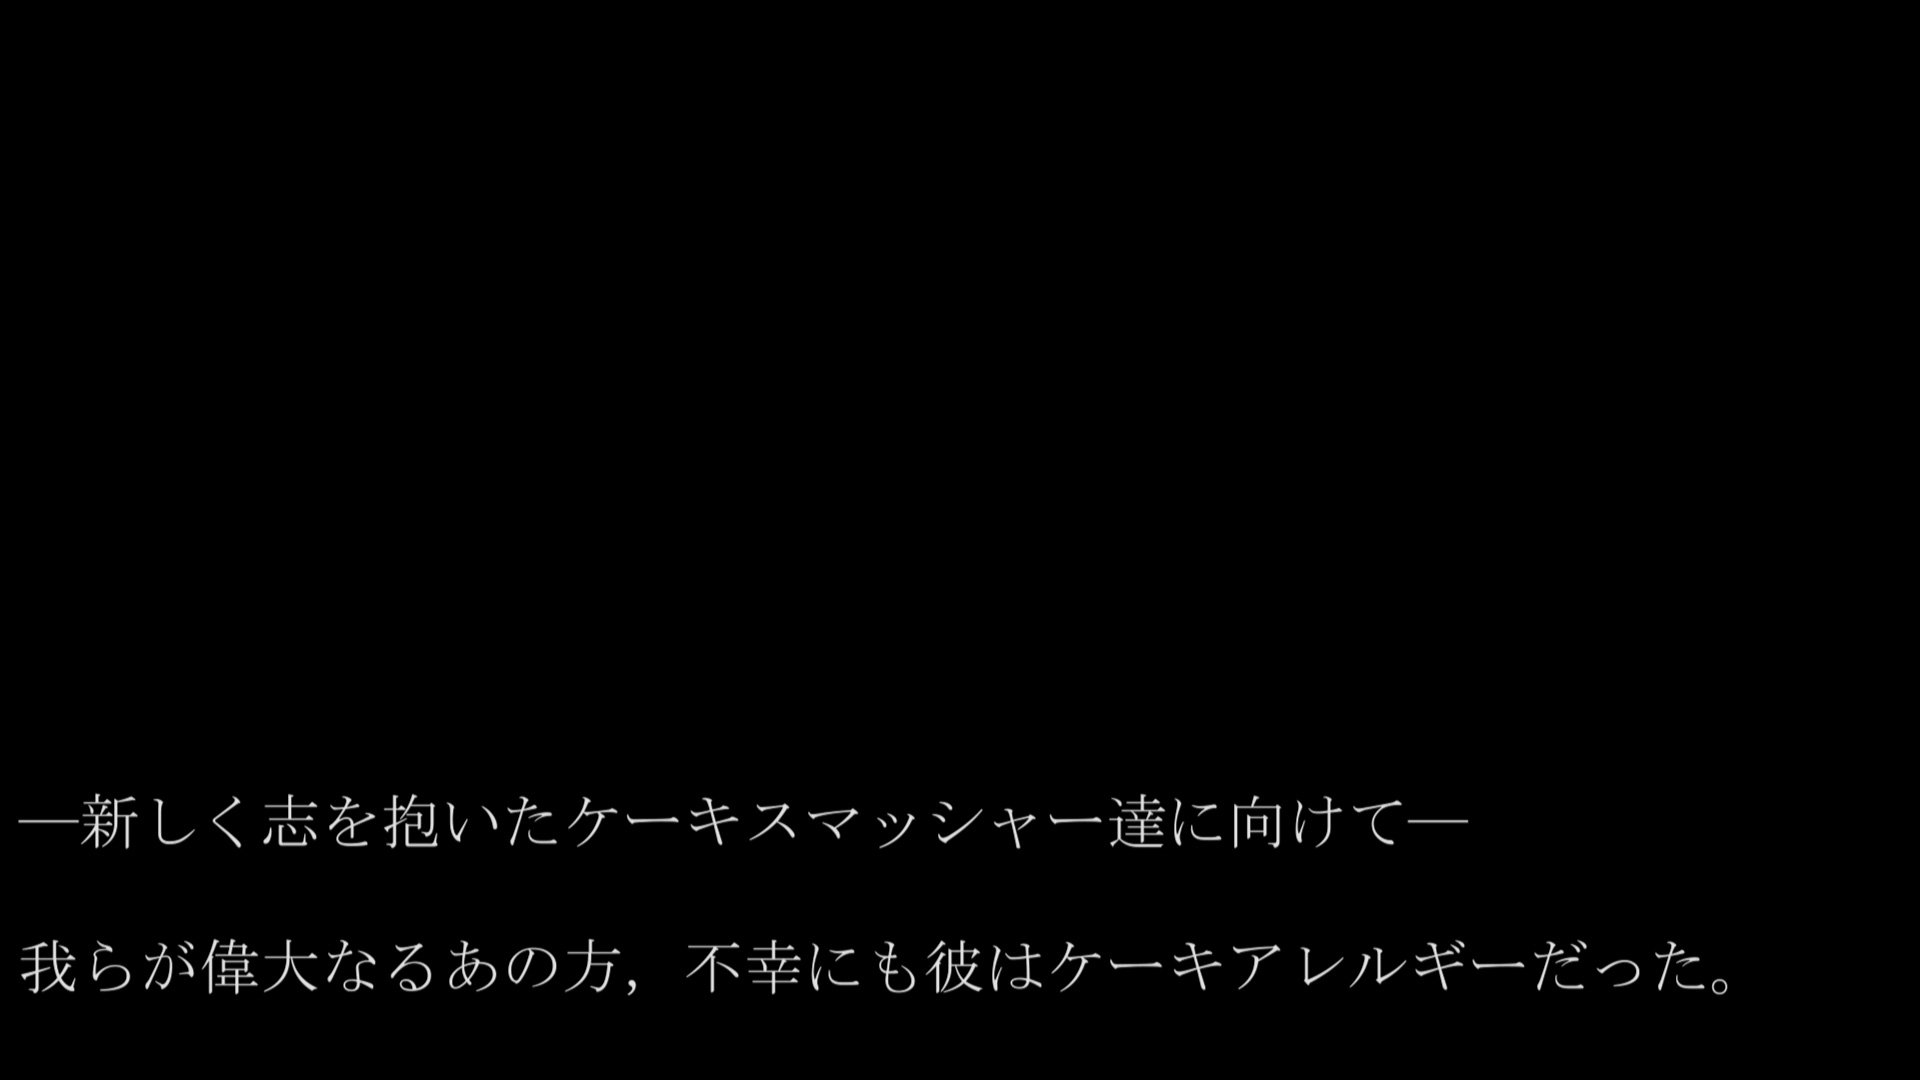 ―新しく志を抱いたケーキスマッシャー達に向けて―
我らが偉大なるあの方，不幸にも彼はケーキアレルギーだった。